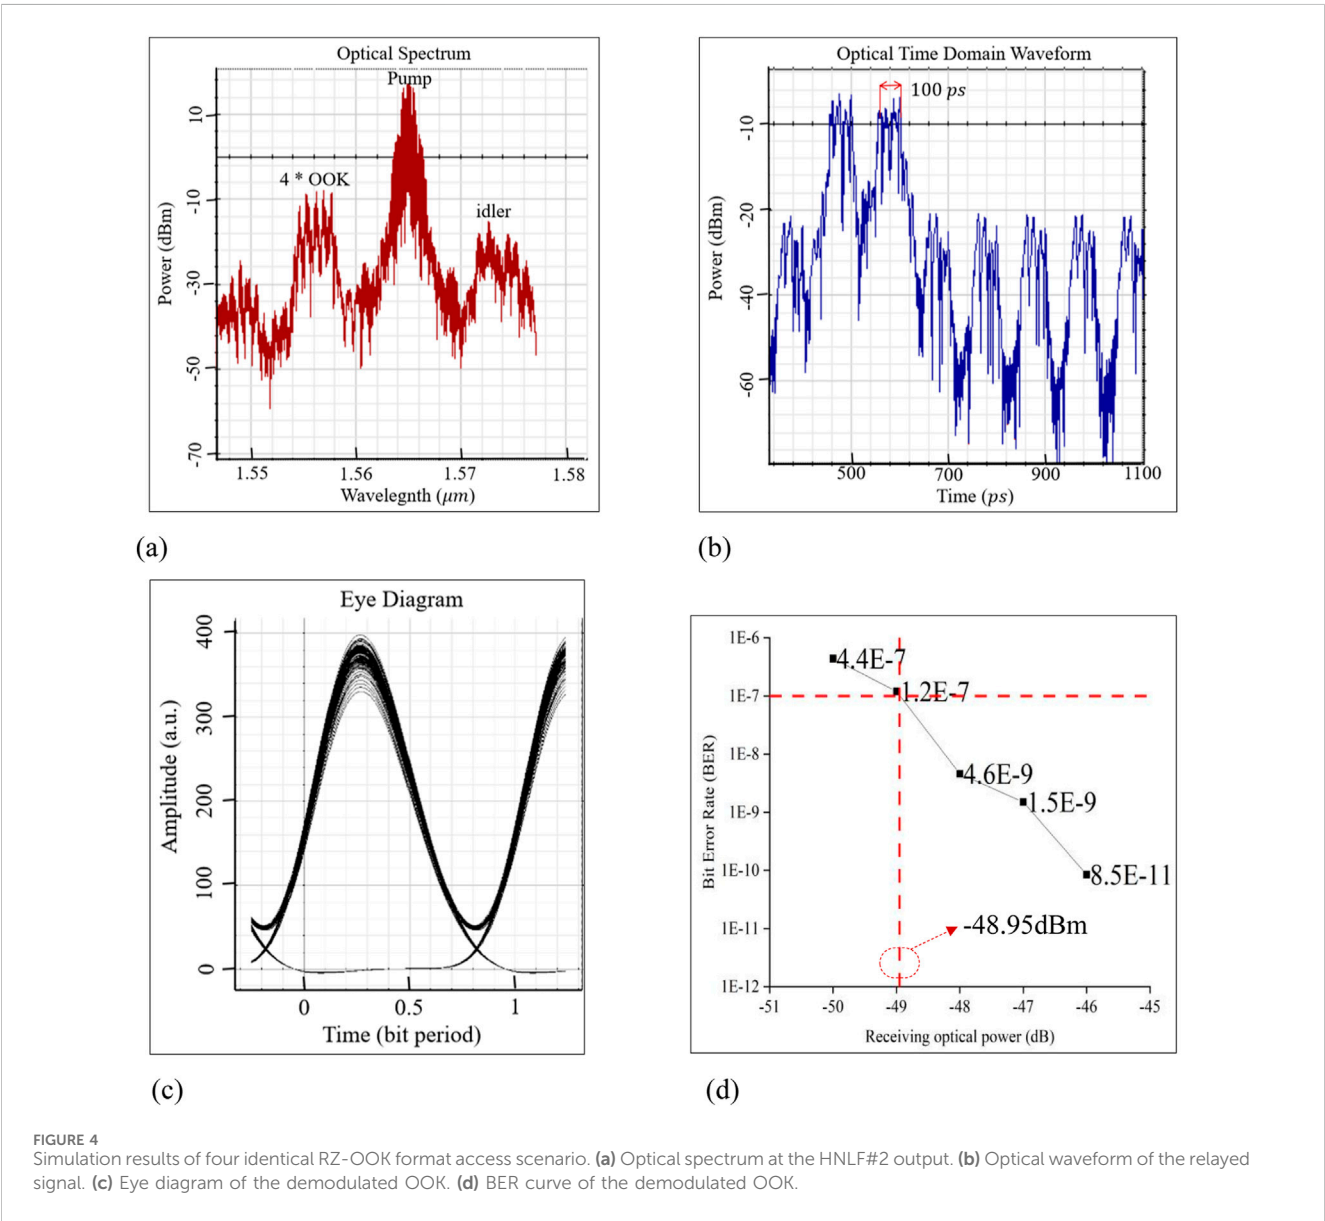 Optical Spectrum
Pump
4 * OOK
idler
10
-10
-30
-50
-70
Power (dBm)
1.55 1.56 1.57 1.58
Wavelegnth (μm)
(a)
Optical Time Domain Waveform
100 ps
-10
-20
-40
-60
Power (dBm)
500 700 900 1100
Time (ps)
(b)
Eye Diagram
400
300
200
100
0
Amplitude (a.u.)
0 0.5 1
Time (bit period)
(c)
1E-6
1E-7
1E-8
1E-9
1E-10
1E-11
1E-12
Bit Error Rate (BER)
4.4E-7
1.2E-7
4.6E-9
1.5E-9
8.5E-11
-48.95dBm
-51 -50 -49 -48 -47 -46 -45
Receiving optical power (dB)
(d)
FIGURE 4
Simulation results of four identical RZ-OOK format access scenario. (a) Optical spectrum at the HNLF#2 output. (b) Optical waveform of the relayed
signal. (c) Eye diagram of the demodulated OOK. (d) BER curve of the demodulated OOK.